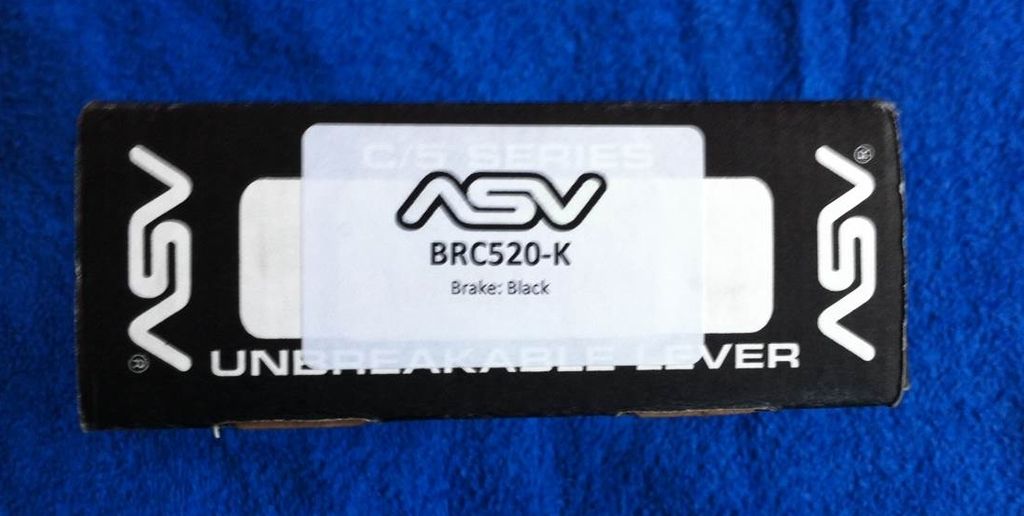 C/5 SERIES
ASV
BRC520-K
Brake: Black
UNBREAKABLE LEVER
ASV®
ASV®